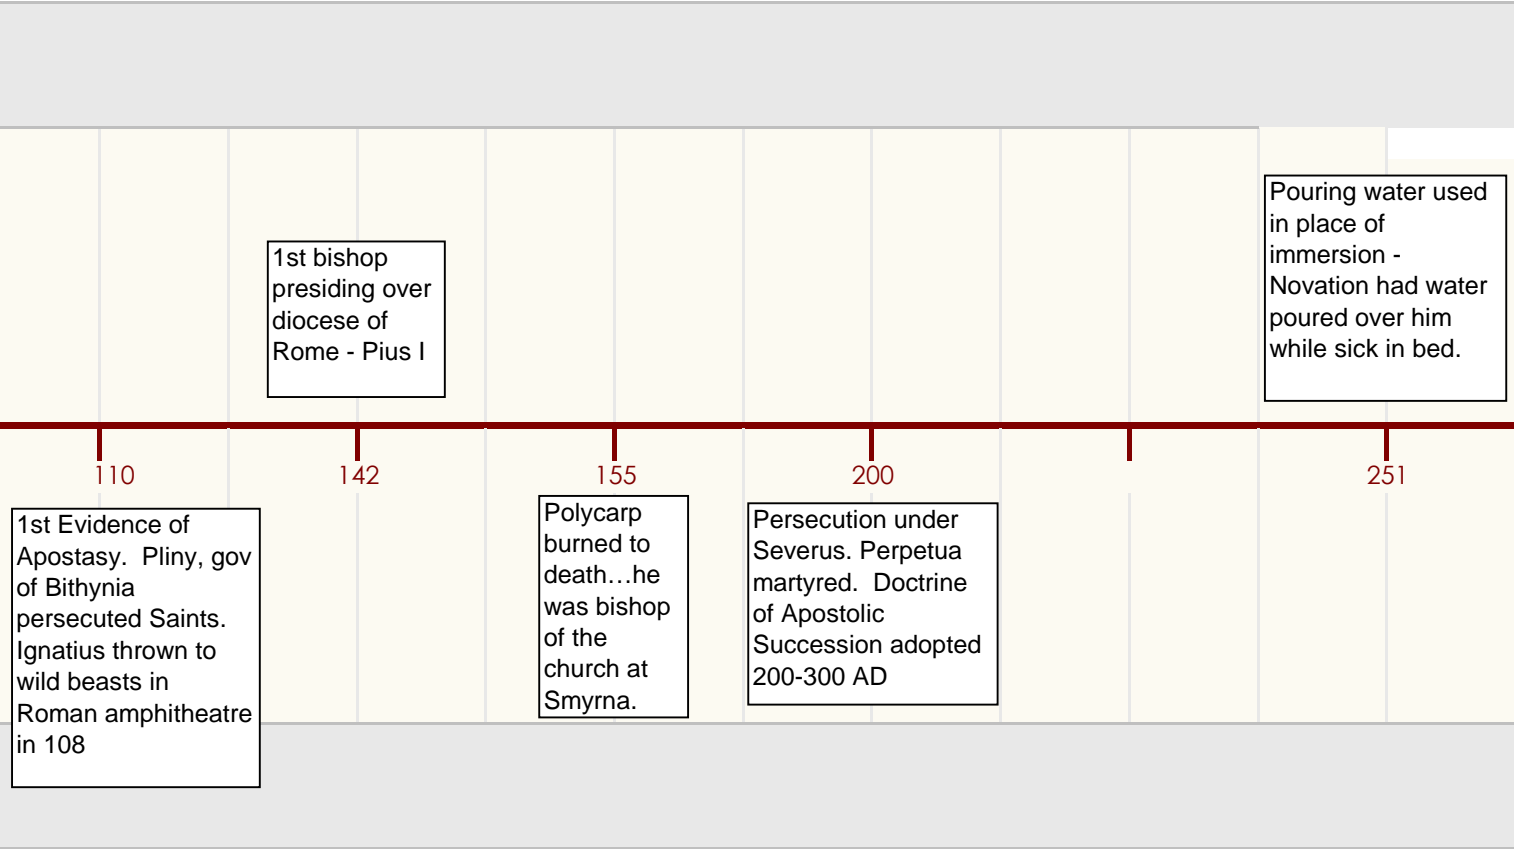 Pouring water used
in place of
immersion -
Novation had water
poured over him
while sick in bed.
1st bishop
presiding over
diocese of
Rome - Pius I
110
142
155
200
251
1st Evidence of
Apostasy.  Pliny, gov
of Bithynia
persecuted Saints.
Ignatius thrown to
wild beasts in
Roman amphitheatre
in 108
Polycarp
burned to
death…he
was bishop
of the
church at
Smyrna.
Persecution under
Severus. Perpetua
martyred.  Doctrine
of Apostolic
Succession adopted
200-300 AD